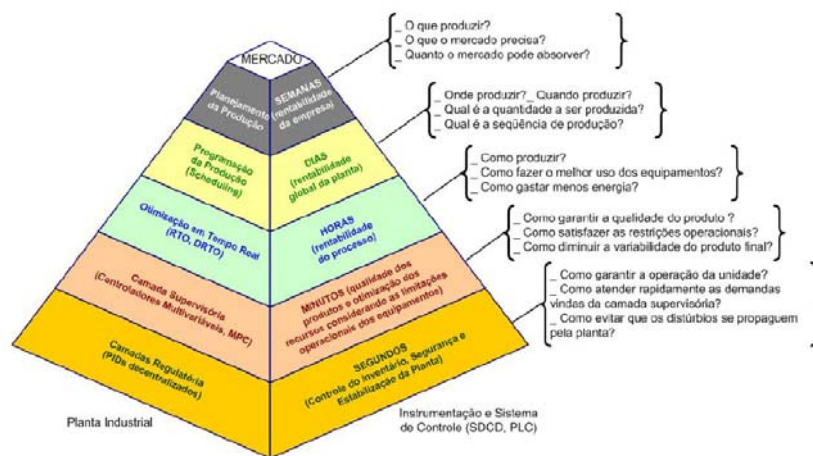 MERCADO
Planejamento
da Produção
SEMANAS
(rentabilidade
da empresa)
_ O que produzir?
_ O que o mercado precisa?
_ Quanto o mercado pode absorver?
Programação
da Produção
(Scheduling)
DIAS
(rentabilidade
global da planta)
_ Onde produzir? _ Quando produzir?
_ Qual é a quantidade a ser produzida?
_ Qual é a seqüência de produção?
Otimização em Tempo Real
(RTO, DRTO)
HORAS
(rentabilidade
do processo)
_ Como produzir?
_ Como fazer o melhor uso dos equipamentos?
_ Como gastar menos energia?
Camada Supervisória
(Controladores Multivariáveis, MPC)
MINUTOS (qualidade dos
produtos e otimização dos
recursos considerando as limitações
operacionais dos equipamentos)
_ Como garantir a qualidade do produto ?
_ Como satisfazer as restrições operacionais?
_ Como diminuir a variabilidade do produto final?
Camadas Regulatória
(PIDs decentralizados)
SEGUNDOS
(Controle do Inventário, Segurança e
Estabilização da Planta)
_ Como garantir a operação da unidade?
_ Como atender rapidamente as demandas
vindas da camada supervisória?
_ Como evitar que os distúrbios se propaguem
pela planta?
Planta Industrial
Instrumentação e Sistema
de Controle (SDCD, PLC)